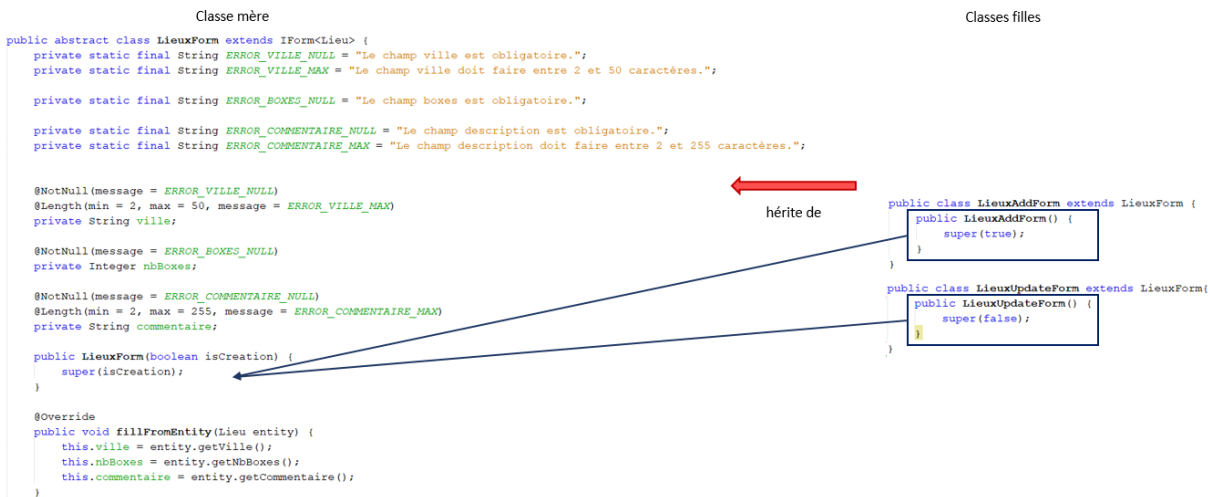 Classe mère
public abstract class LieuxForm extends IForm<Lieu> {
private static final String ERROR_VILLE_NULL = "Le champ ville est obligatoire.";
private static final String ERROR_VILLE_MAX = "Le champ ville doit faire entre 2 et 50 caractères.";
private static final String ERROR_BOXES_NULL = "Le champ boxes est obligatoire.";
private static final String ERROR_COMMENTAIRE_NULL = "Le champ description est obligatoire.";
private static final String ERROR_COMMENTAIRE_MAX = "Le champ description doit faire entre 2 et 255 caractères.";
@NotNull(message = ERROR_VILLE_NULL)
@Length(min = 2, max = 50, message = ERROR_VILLE_MAX)
private String ville;
@NotNull(message = ERROR_BOXES_NULL)
private Integer nbBoxes;
@NotNull(message = ERROR_COMMENTAIRE_NULL)
@Length(min = 2, max = 255, message = ERROR_COMMENTAIRE_MAX)
private String commentaire;
public LieuxForm(boolean isCreation) {
super(isCreation);
}
@Override
public void fillFromEntity(Lieu entity) {
this.ville = entity.getVille();
this.nbBoxes = entity.getNbBoxes();
this.commentaire = entity.getCommentaire();
}
hérite de
Classes filles
public class LieuxAddForm extends LieuxForm {
public LieuxAddForm() {
super(true);
}
}
public class LieuxUpdateForm extends LieuxForm{
public LieuxUpdateForm() {
super(false);
}
}